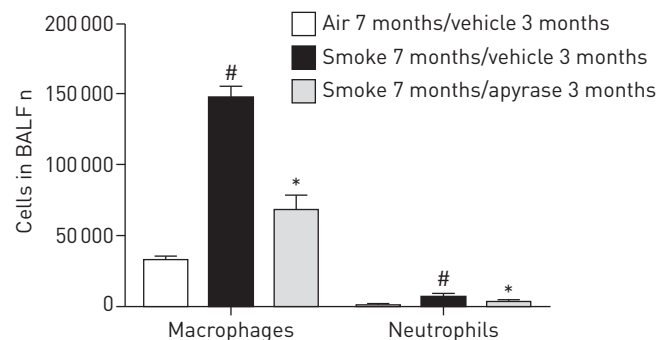 200 000
150 000
100 000
50 000
0
Cells in BALF n
Air 7 months/vehicle 3 months
Smoke 7 months/vehicle 3 months
Smoke 7 months/apyrase 3 months
#
*
#
*
Macrophages
Neutrophils